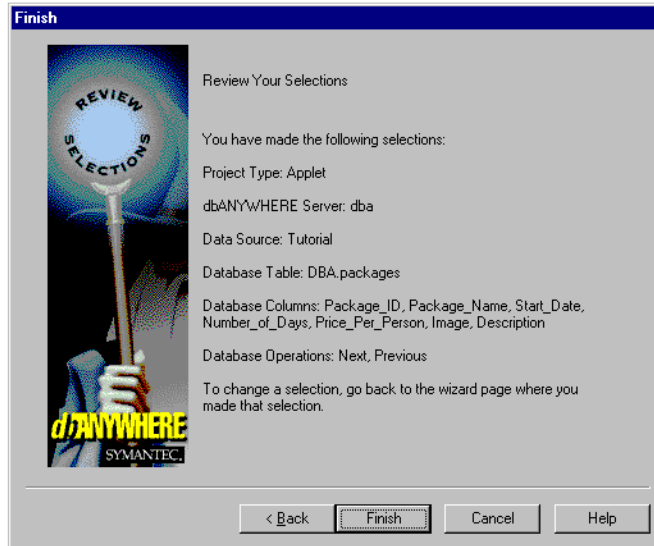 Finish
REVIEW
SELECTIONS
dbANYWHERE
SYMANTEC.
Review Your Selections
You have made the following selections:
Project Type: Applet
dbANYWHERE Server: dba
Data Source: Tutorial
Database Table: DBA.packages
Database Columns: Package_ID, Package_Name, Start_Date,
Number_of_Days, Price_Per_Person, Image, Description
Database Operations: Next, Previous
To change a selection, go back to the wizard page where you
made that selection.
< Back
Finish
Cancel
Help